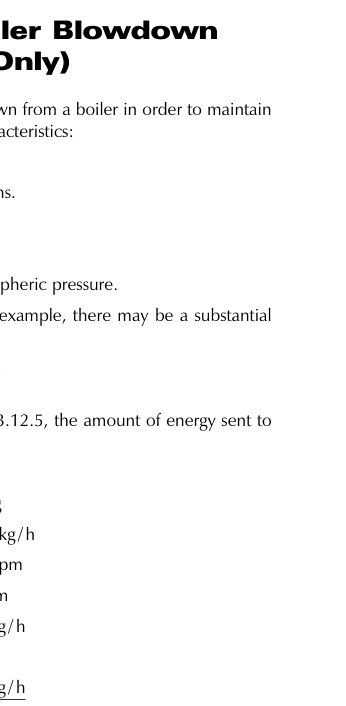 ler Blowdown
Only)
wn from a boiler in order to maintain
acteristics:
ns.
pheric pressure.
example, there may be a substantial
3.12.5, the amount of energy sent to
kg/h
pm
m
g/h
g/h